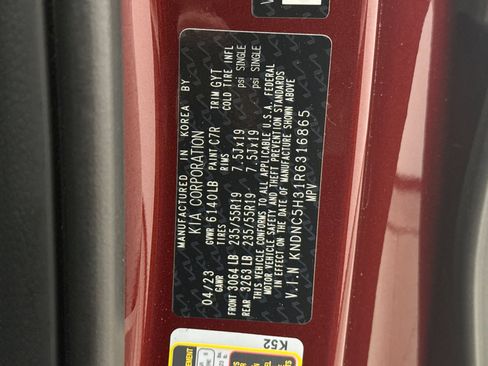 MANUFACTURED IN KOREA BY
KIA CORPORATION
04/23 GVWR 6140LB PAINT C7R TRIM GYT
GAWR TIRES RIMS COLD TIRE INFL
FRONT 3064 LB 235/55R19 7.5Jx19 psi SINGLE
REAR 3263 LB 235/55R19 7.5Jx19 psi SINGLE
THIS VEHICLE CONFORMS TO ALL APPLICABLE U.S.A. FEDERAL
MOTOR VEHICLE SAFETY AND THEFT PREVENTION STANDARDS
IN EFFECT ON THE DATE OF MANUFACTURE SHOWN ABOVE
V.I.N KNDNC5H31R6316865
MPV
K52